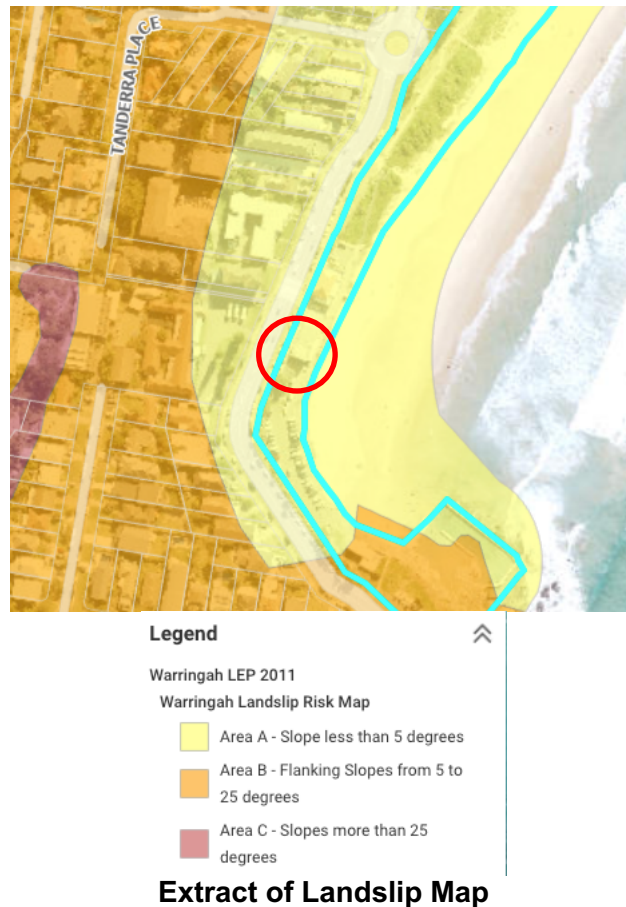 TANDERRA PLACE
Legend
Warringah LEP 2011
Warringah Landslip Risk Map
Area A - Slope less than 5 degrees
Area B - Flanking Slopes from 5 to
25 degrees
Area C - Slopes more than 25
degrees
Extract of Landslip Map